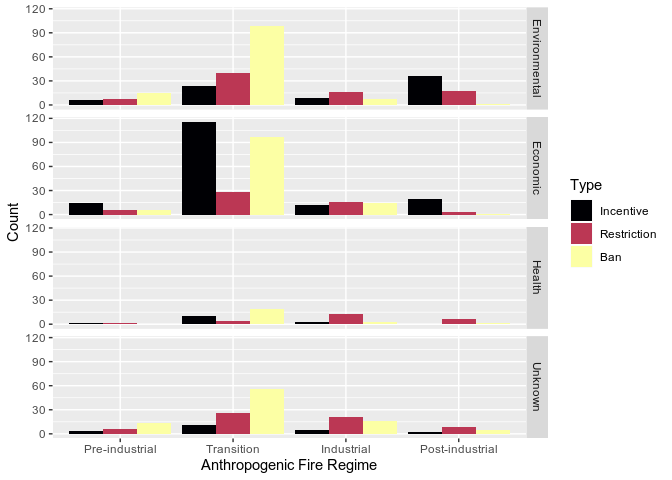 120
90
60
30
0
Environmental
120
90
60
30
0
Economic
120
90
60
30
0
Health
120
90
60
30
0
Unknown
Count
Pre-industrial Transition Industrial Post-industrial
Anthropogenic Fire Regime
Type
Incentive
Restriction
Ban